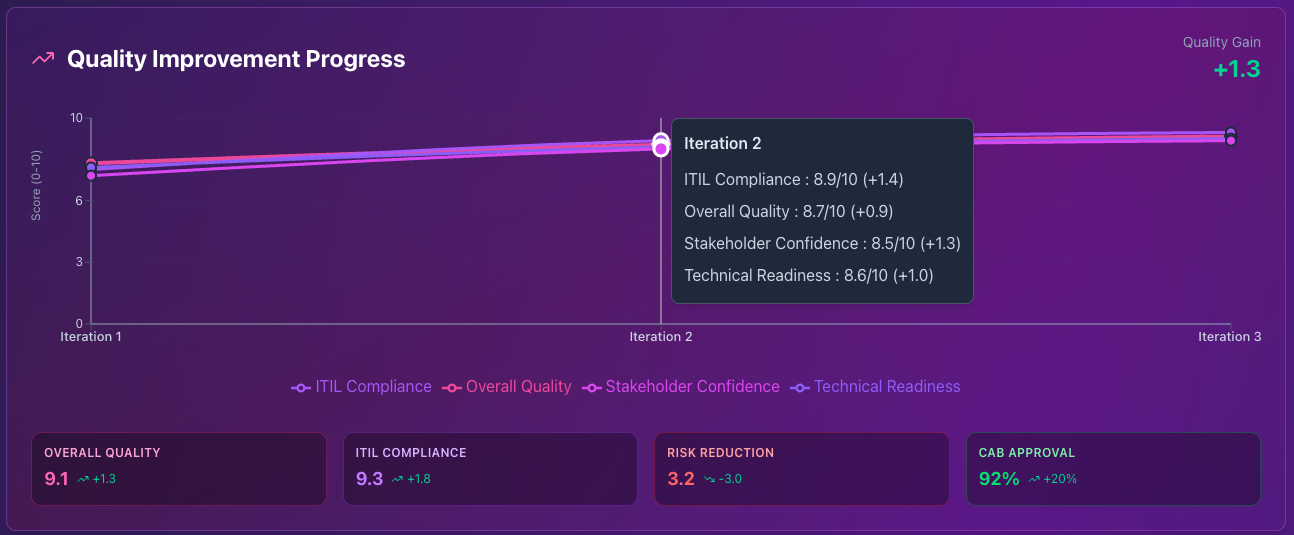 Quality Improvement Progress
Quality Gain
+1.3
Score (0-10)
10
6
3
0
Iteration 1
Iteration 2
Iteration 3
Iteration 2
ITIL Compliance : 8.9/10 (+1.4)
Overall Quality : 8.7/10 (+0.9)
Stakeholder Confidence : 8.5/10 (+1.3)
Technical Readiness : 8.6/10 (+1.0)
ITIL Compliance
Overall Quality
Stakeholder Confidence
Technical Readiness
OVERALL QUALITY
9.1 +1.3
ITIL COMPLIANCE
9.3 +1.8
RISK REDUCTION
3.2 -3.0
CAB APPROVAL
92% +20%